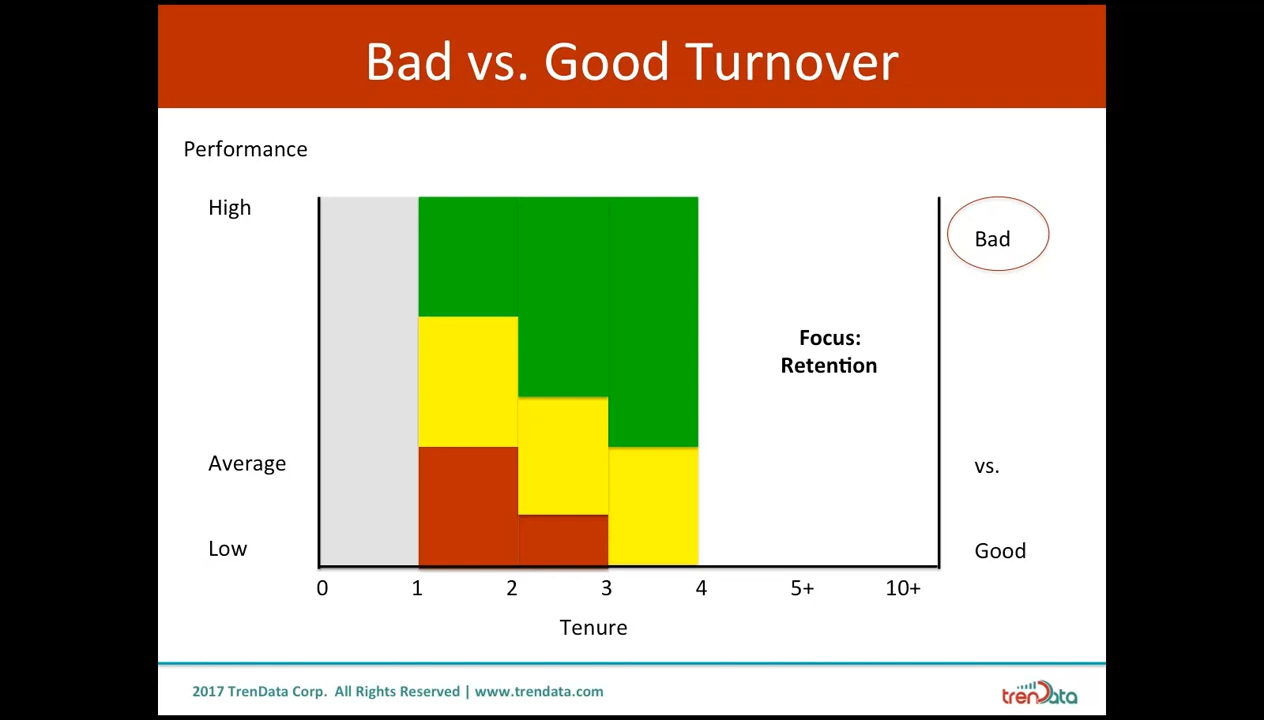 Bad vs. Good Turnover
Performance
High
Bad
Focus:
Retention
Average
vs.
Low
Good
0 1 2 3 4 5+ 10+
Tenure
2017 TrenData Corp. All Rights Reserved | www.trendata.com
trenData